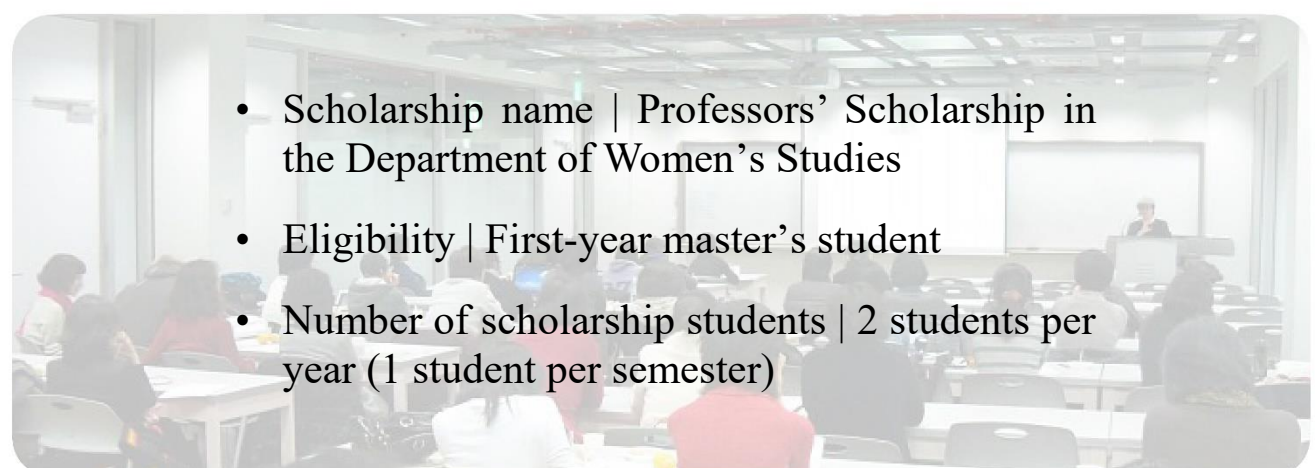 • Scholarship name | Professors’ Scholarship in
the Department of Women’s Studies
• Eligibility | First-year master’s student
• Number of scholarship students | 2 students per
year (1 student per semester)